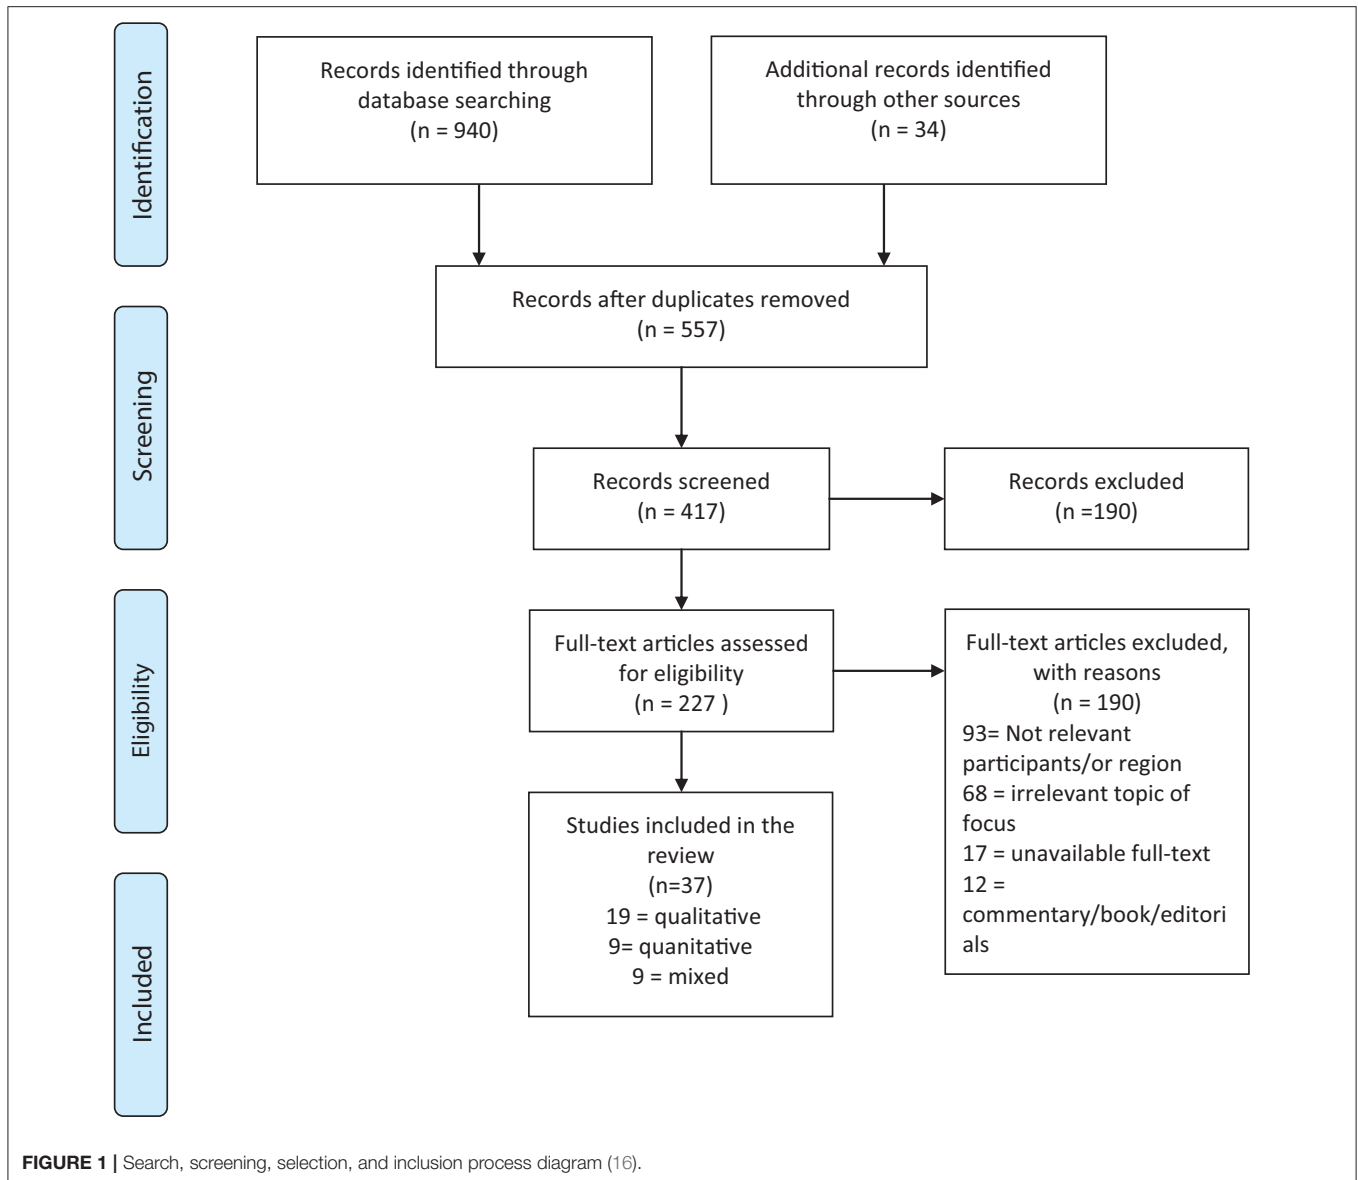 Identification
Records identified through
database searching
(n = 940)
Additional records identified
through other sources
(n = 34)
Records after duplicates removed
(n = 557)
Screening
Records screened
(n = 417)
Records excluded
(n =190)
Eligibility
Full-text articles assessed
for eligibility
(n = 227 )
Full-text articles excluded,
with reasons
(n = 190)
93= Not relevant
participants/or region
68 = irrelevant topic of
focus
17 = unavailable full-text
12 =
commentary/book/editori
als
Included
Studies included in the
review
(n=37)
19 = qualitative
9= quanitative
9 = mixed
FIGURE 1 | Search, screening, selection, and inclusion process diagram (16).